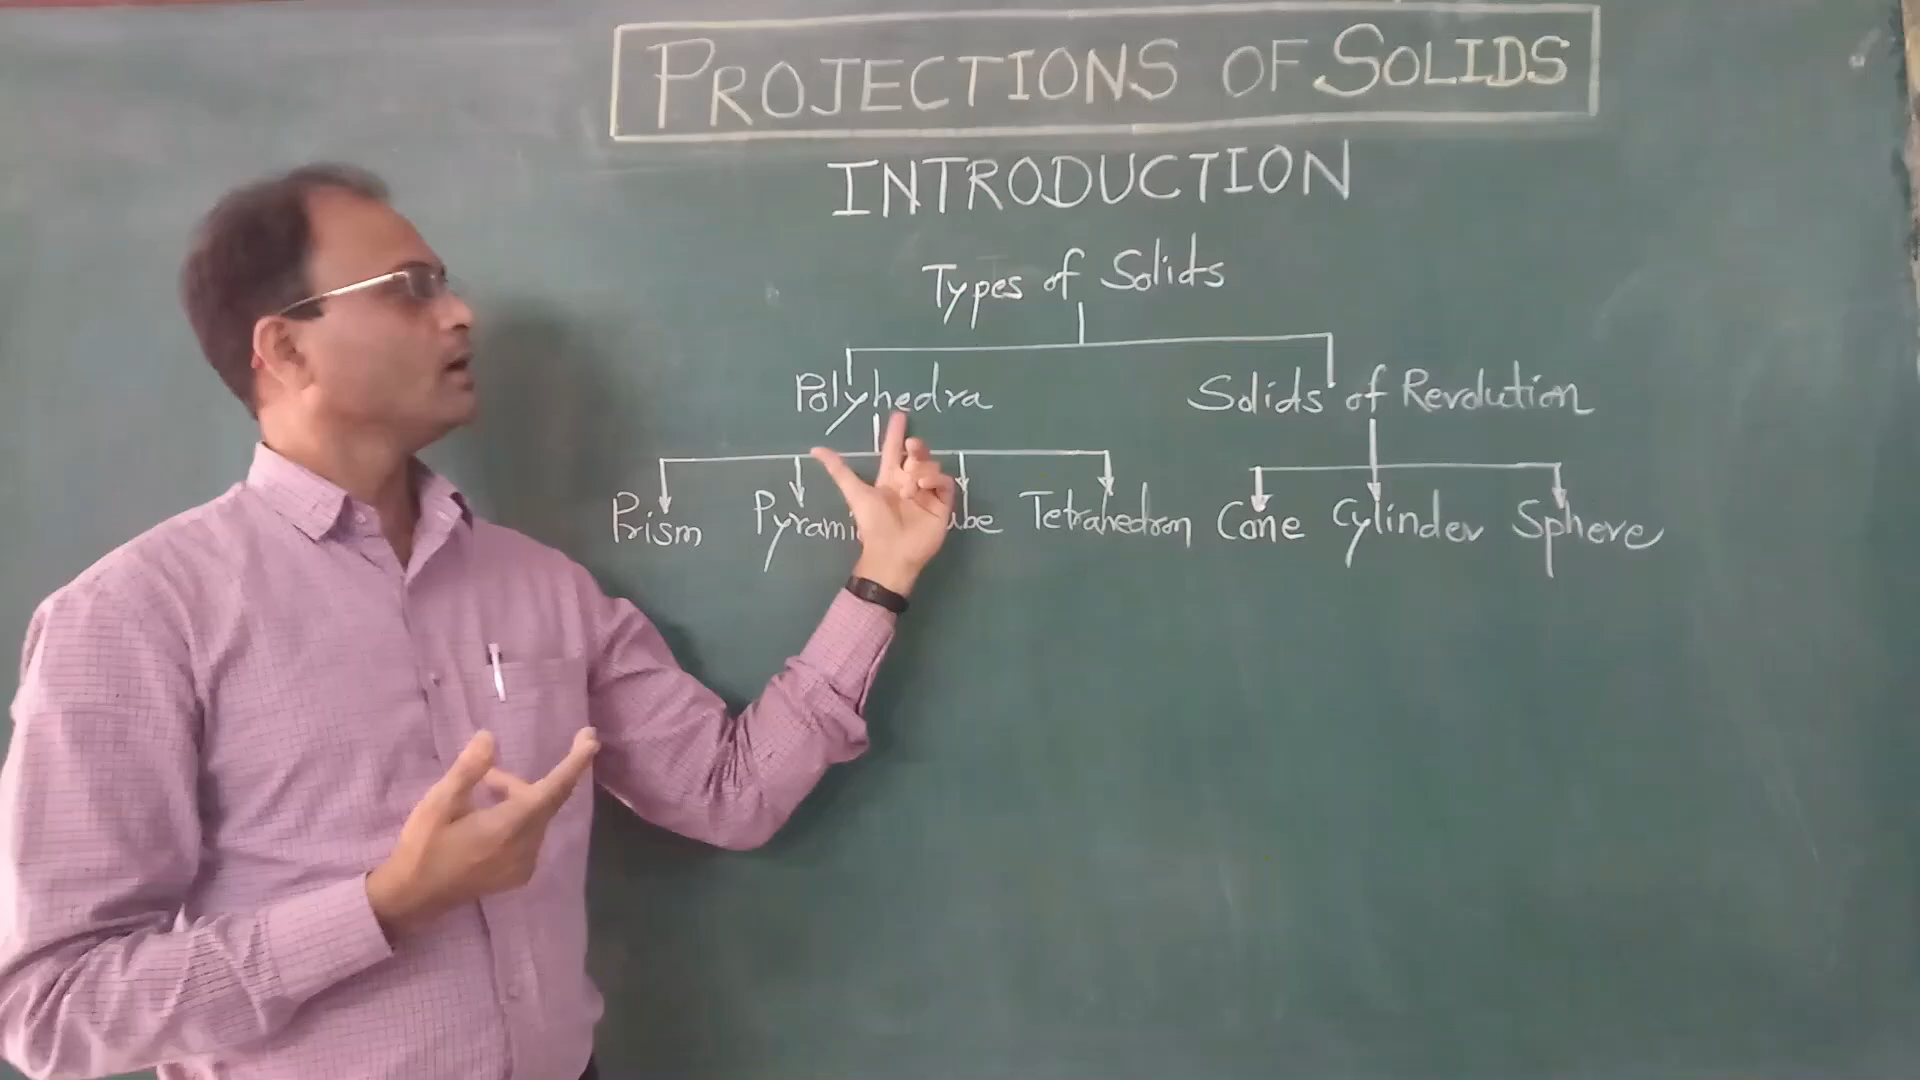 PROJECTIONS OF SOLIDS
INTRODUCTION
Types of Solids
Polyhedra Solids of Revolution
Prism Tetrahedron Cone Cylinder Sphere